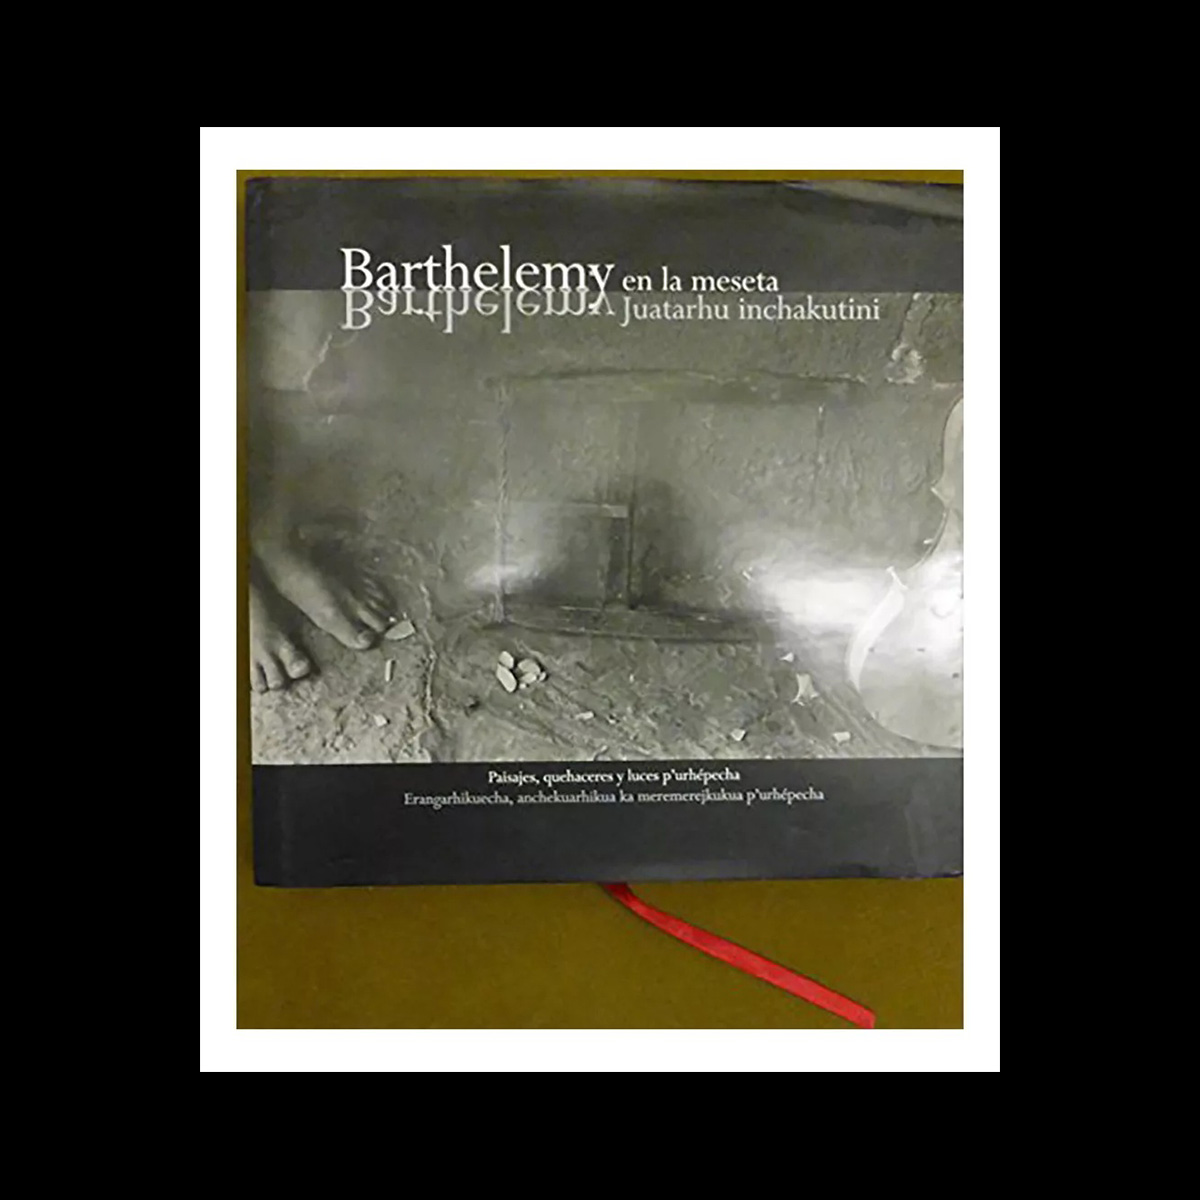 Barthelemy en la meseta
Barthelemy Juatarhu inchakutini
Paisajes, quehaceres y luces p'urhépecha
Erangarhikuecha, anchekuarhikua ka meremerejkukua p'urhépecha